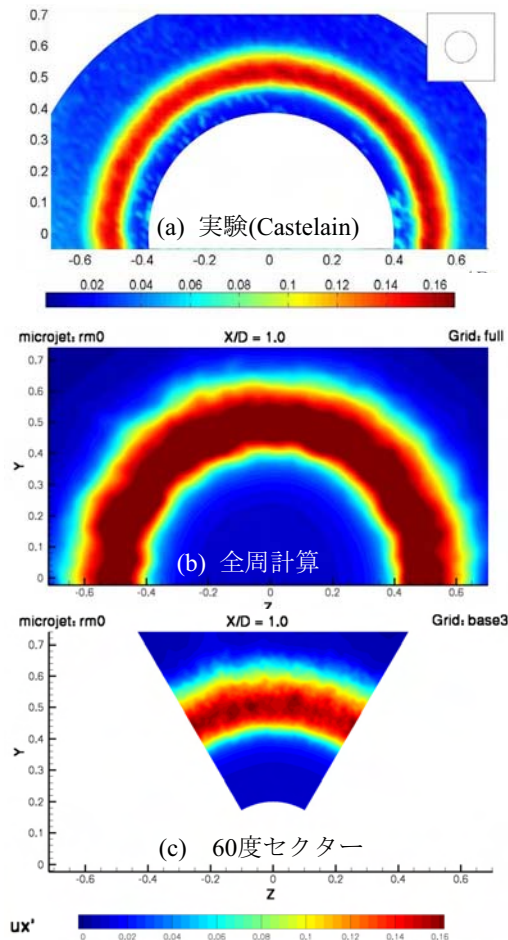 0.7
0.6
0.5
0.4
0.3
0.2
0.1
0
(a) 実験(Castelain)
-0.6 -0.4 -0.2 0.0 0.2 0.4 0.6
0.02 0.04 0.06 0.08 0.1 0.12 0.14 0.16
microjet: rm0 X/D = 1.0 Grid: full
0.7
0.6
0.5
0.4
Y
0.3
0.2
0.1
0
(b) 全周計算
-0.6 -0.4 -0.2 0 0.2 0.4 0.6
Z
microjet: rm0 X/D = 1.0 Grid: base3
0.7
0.6
0.5
Y
0.4
0.3
0.2
0.1
0
(c) 60度セクター
-0.6 -0.4 -0.2 0 0.2 0.4 0.6
Z
ux'
0 0.02 0.04 0.06 0.08 0.1 0.12 0.14 0.16